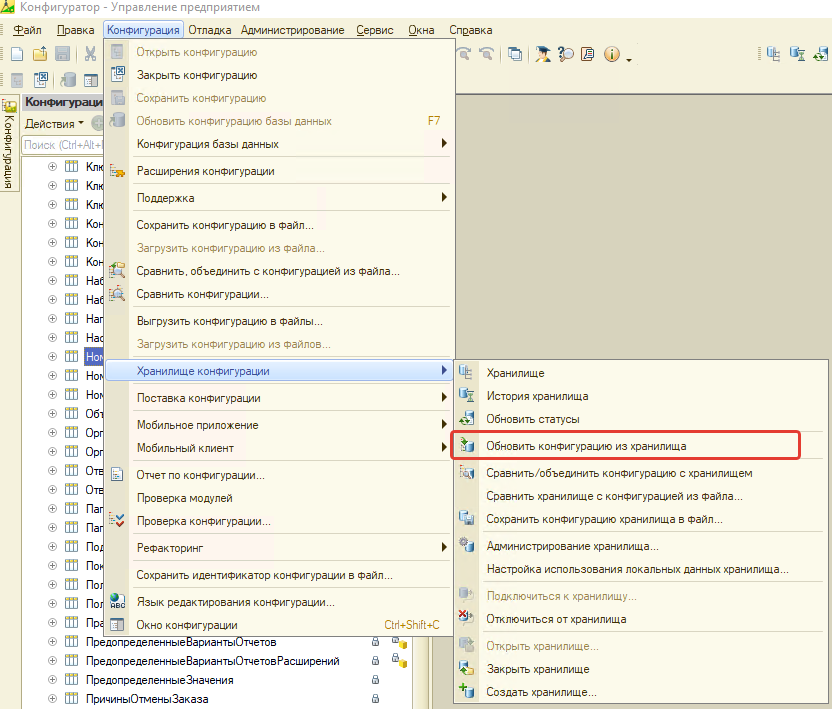 Конфигуратор - Управление предприятием
Файл Правка Конфигурация Отладка Администрирование Сервис Окна Справка
Открыть конфигурацию
Закрыть конфигурацию
Сохранить конфигурацию
Обновить конфигурацию базы данных F7
Конфигурация базы данных
Расширения конфигурации
Поддержка
Сохранить конфигурацию в файл...
Загрузить конфигурацию из файла...
Сравнить, объединить с конфигурацией из файла...
Сравнить конфигурации...
Выгрузить конфигурацию в файлы...
Загрузить конфигурацию из файлов...
Хранилище конфигурации
Поставка конфигурации
Мобильное приложение
Мобильный клиент
Отчет по конфигурации...
Проверка модулей
Проверка конфигурации...
Рефакторинг
Сохранить идентификатор конфигурации в файл...
Язык редактирования конфигурации...
Окно конфигурации Ctrl+Shift+C
Хранилище
История хранилища
Обновить статусы
Обновить конфигурацию из хранилища
Сравнить/объединить конфигурацию с хранилищем
Сравнить хранилище с конфигурацией из файла...
Сохранить конфигурацию хранилища в файл...
Администрирование хранилища...
Настройка использования локальных данных хранилища...
Подключиться к хранилищу...
Отключиться от хранилища
Открыть хранилище...
Закрыть хранилище
Создать хранилище...
Конфигурация
Конфигураци
Действия
Поиск (Ctrl+Alt+
Клю
Клю
Клю
Кон
Кон
Кон
Наб
Наб
Нап
Нас
Ном
Ном
Ном
Объ
Орг
Орг
Отв
Отв
Пап
Пап
Под
Пок
Пол
Пол
Пра
ПредопределенныеВариантыОтчетов
ПредопределенныеВариантыОтчетовРасширений
ПредопределенныеЗначения
ПричиныОтменыЗаказа